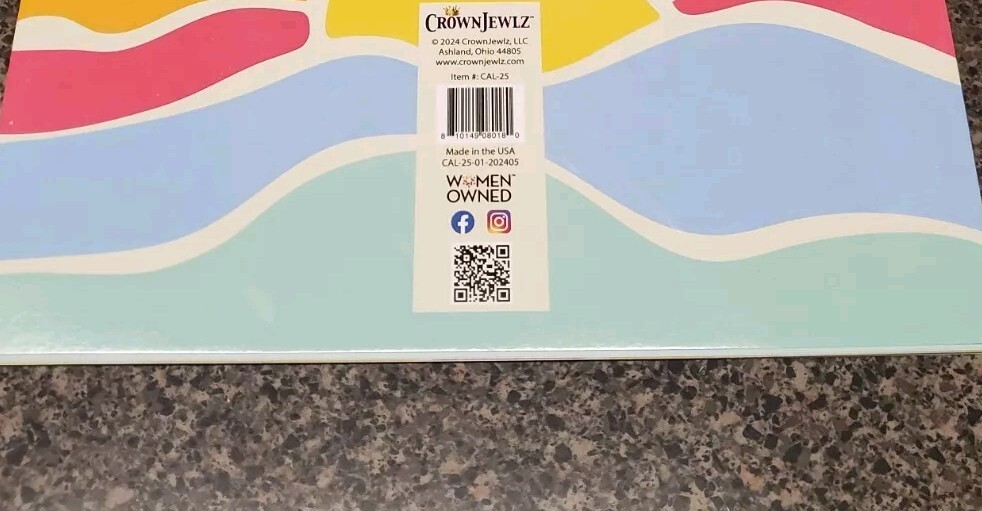 CROWNJEWLZ™
© 2024 CrownJewlz, LLC
Ashland, Ohio 44805
www.crownjewlz.com
Item #: CAL-25
8 10149 08018 0
Made in the USA
CAL-25-01-202405
WOMEN™
OWNED